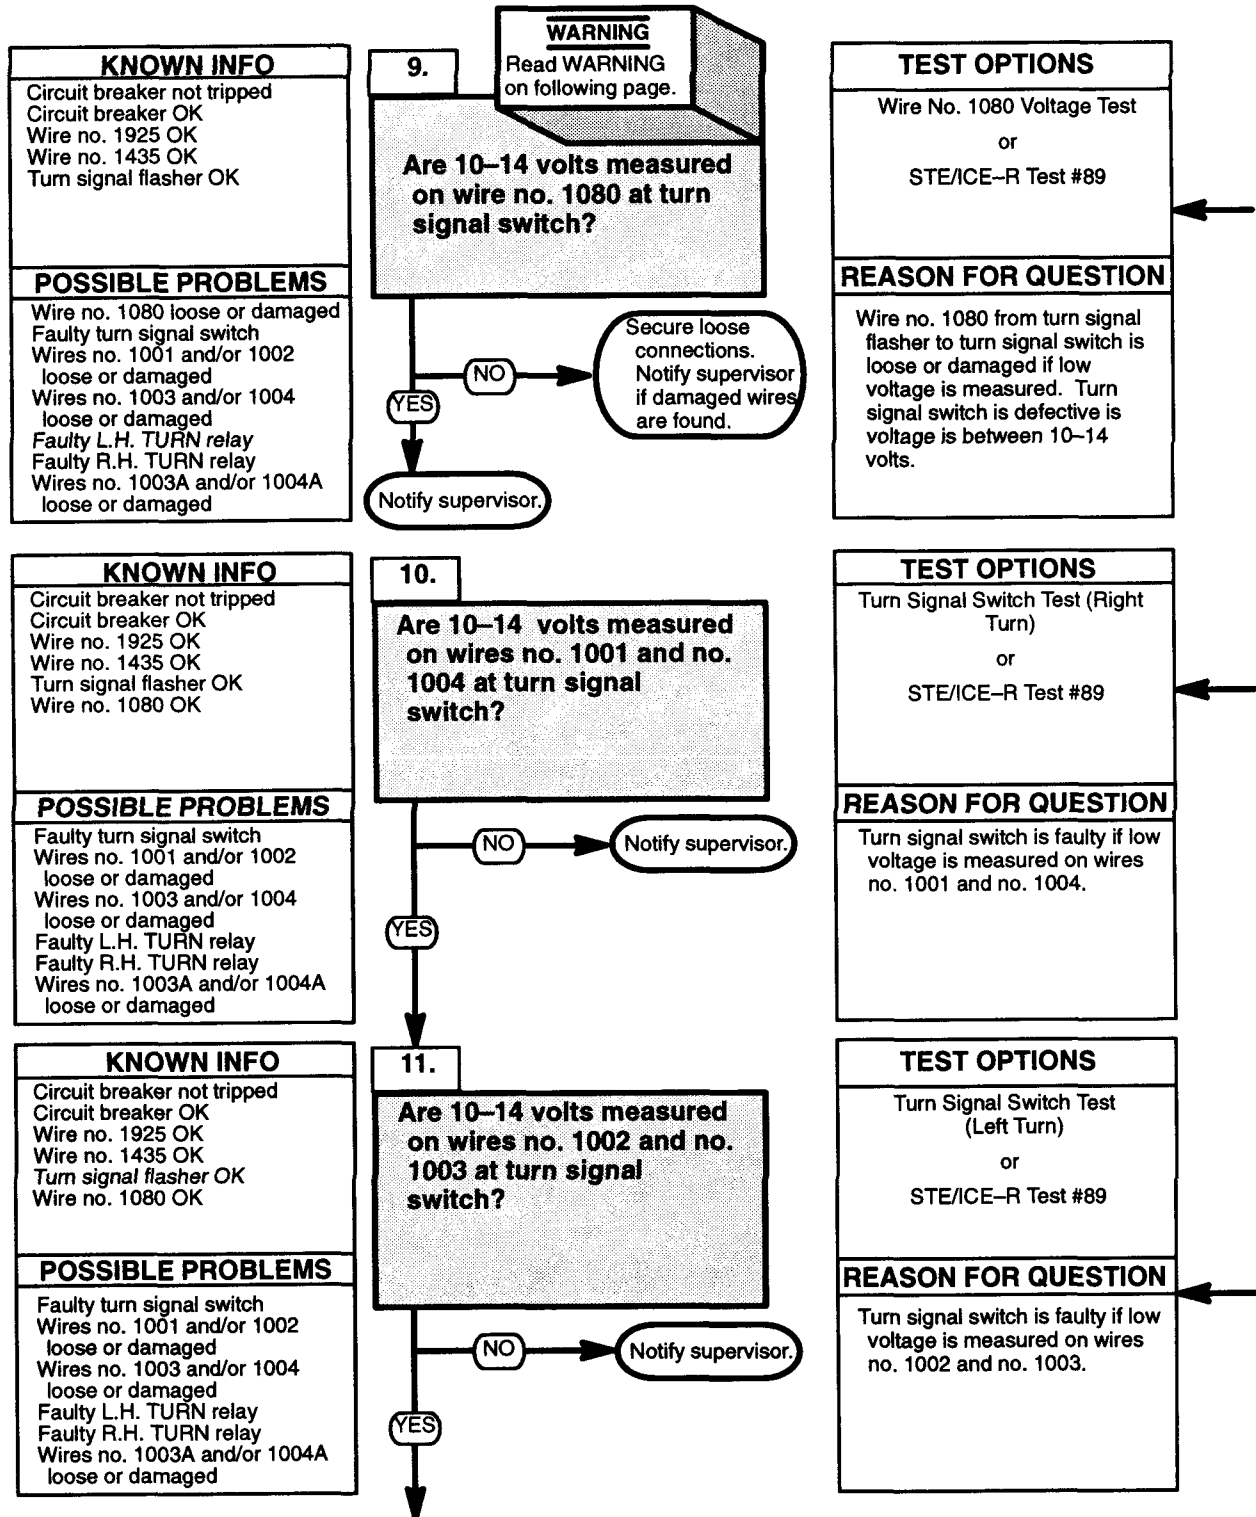 KNOWN INFO
Circuit breaker not tripped
Circuit breaker OK
Wire no. 1925 OK
Wire no. 1435 OK
Turn signal flasher OK
POSSIBLE PROBLEMS
Wire no. 1080 loose or damaged
Faulty turn signal switch
Wires no. 1001 and/or 1002
loose or damaged
Wires no. 1003 and/or 1004
loose or damaged
Faulty L.H. TURN relay
Faulty R.H. TURN relay
Wires no. 1003A and/or 1004A
loose or damaged
9.
WARNING
Read WARNING
on following page.
Are 10–14 volts measured
on wire no. 1080 at turn
signal switch?
NO
Secure loose
connections.
Notify supervisor
if damaged wires
are found.
YES
Notify supervisor.
TEST OPTIONS
Wire No. 1080 Voltage Test
or
STE/ICE–R Test #89
REASON FOR QUESTION
Wire no. 1080 from turn signal
flasher to turn signal switch is
loose or damaged if low
voltage is measured. Turn
signal switch is defective is
voltage is between 10–14
volts.
KNOWN INFO
Circuit breaker not tripped
Circuit breaker OK
Wire no. 1925 OK
Wire no. 1435 OK
Turn signal flasher OK
Wire no. 1080 OK
POSSIBLE PROBLEMS
Faulty turn signal switch
Wires no. 1001 and/or 1002
loose or damaged
Wires no. 1003 and/or 1004
loose or damaged
Faulty L.H. TURN relay
Faulty R.H. TURN relay
Wires no. 1003A and/or 1004A
loose or damaged
10.
Are 10–14 volts measured
on wires no. 1001 and no.
1004 at turn signal
switch?
NO
Notify supervisor.
YES
TEST OPTIONS
Turn Signal Switch Test (Right
Turn)
or
STE/ICE–R Test #89
REASON FOR QUESTION
Turn signal switch is faulty if low
voltage is measured on wires
no. 1001 and no. 1004.
KNOWN INFO
Circuit breaker not tripped
Circuit breaker OK
Wire no. 1925 OK
Wire no. 1435 OK
Turn signal flasher OK
Wire no. 1080 OK
POSSIBLE PROBLEMS
Faulty turn signal switch
Wires no. 1001 and/or 1002
loose or damaged
Wires no. 1003 and/or 1004
loose or damaged
Faulty L.H. TURN relay
Faulty R.H. TURN relay
Wires no. 1003A and/or 1004A
loose or damaged
11.
Are 10–14 volts measured
on wires no. 1002 and no.
1003 at turn signal
switch?
NO
Notify supervisor.
YES
TEST OPTIONS
Turn Signal Switch Test
(Left Turn)
or
STE/ICE–R Test #89
REASON FOR QUESTION
Turn signal switch is faulty if low
voltage is measured on wires
no. 1002 and no. 1003.